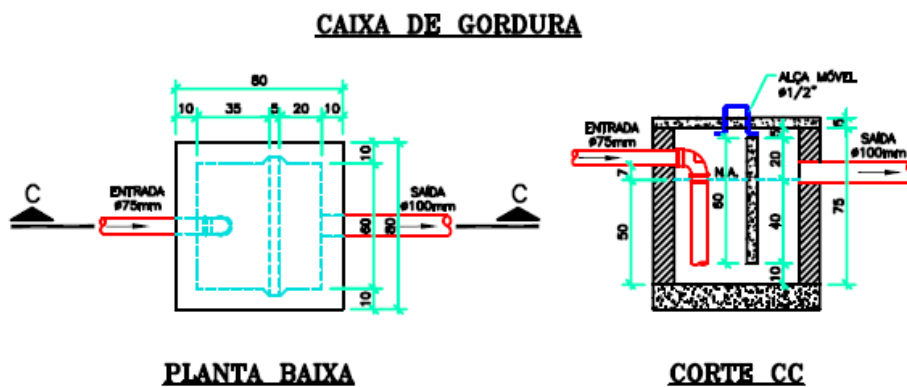 CAIXA DE GORDURA
80
10 35 5 20 10
C
ENTRADA
ø75mm
10
60
80
10
SAÍDA
ø100mm
C
PLANTA BAIXA
ALÇA MÓVEL
ø1/2"
ENTRADA
ø75mm
7
50
N.A.
60
5
20
40
10
5
75
SAÍDA
ø100mm
CORTE CC